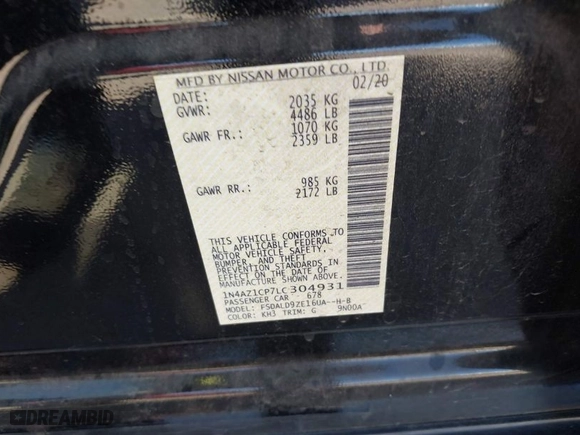 MFD BY NISSAN MOTOR CO., LTD.
DATE: 02/20
GVWR: 2035 KG
4486 LB
GAWR FR.: 1070 KG
2359 LB
GAWR RR.: 985 KG
2172 LB
THIS VEHICLE CONFORMS TO
ALL APPLICABLE FEDERAL
MOTOR VEHICLE SAFETY,
BUMPER, AND THEFT
PREVENTION STANDARDS
IN EFFECT ON THE DATE OF
MANUFACTURE SHOWN ABOVE.
1N4AZ1CP7LC304931
PASSENGER CAR 678
MODEL: FSDALD9ZE16UA--H-B
COLOR: KH3 TRIM: G 9N00A
DREAMBID